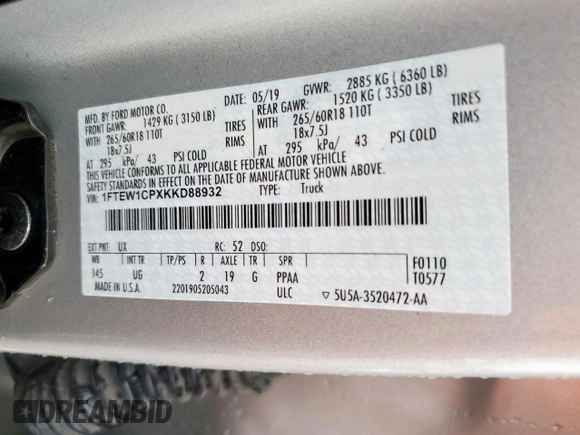 MFD. BY FORD MOTOR CO.
DATE: 05/19 GVWR: 2885 KG ( 6360 LB)
FRONT GAWR: 1429 KG ( 3150 LB)
REAR GAWR: 1520 KG ( 3350 LB)
WITH 265/60R18 110T TIRES
WITH 265/60R18 110T TIRES
18x7.5J RIMS
18x7.5J RIMS
AT 295 kPa/ 43 PSI COLD
AT 295 kPa/ 43 PSI COLD
THIS VEHICLE CONFORMS TO ALL APPLICABLE FEDERAL MOTOR VEHICLE
SAFETY STANDARDS IN EFFECT ON THE DATE OF MANUFACTURE SHOWN ABOVE.
VIN: 1FTEW1CPXKKD88932 TYPE: Truck
EXT PNT: UX RC: 52 DSO:
WB INT TR TP/PS R AXLE TR SPR
145 UG 2 19 G PPAA
F0110
T0577
MADE IN U.S.A. 2201905205043 ULC ▽ 5U5A-3520472-AA
DREAMBID